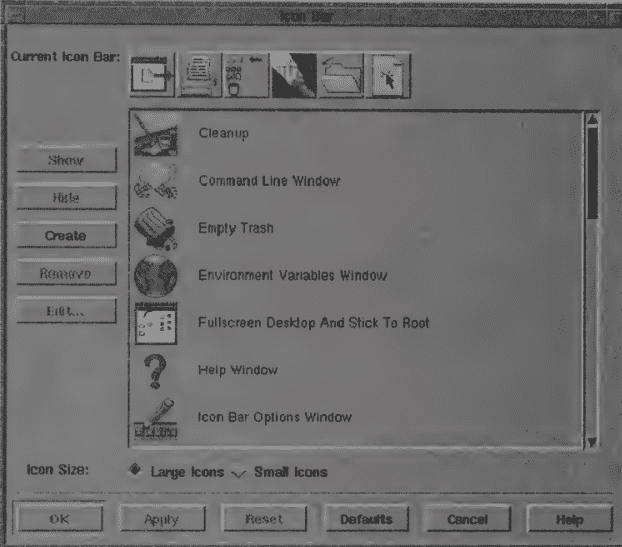 Icon Bar
Current Icon Bar:
Cleanup
Show
Command Line Window
Hide
Empty Trash
Create
Remove
Environment Variables Window
Edit...
Fullscreen Desktop And Stick To Root
Help Window
Icon Bar Options Window
Icon Size: Large Icons Small Icons
OK Apply Reset Defaults Cancel Help